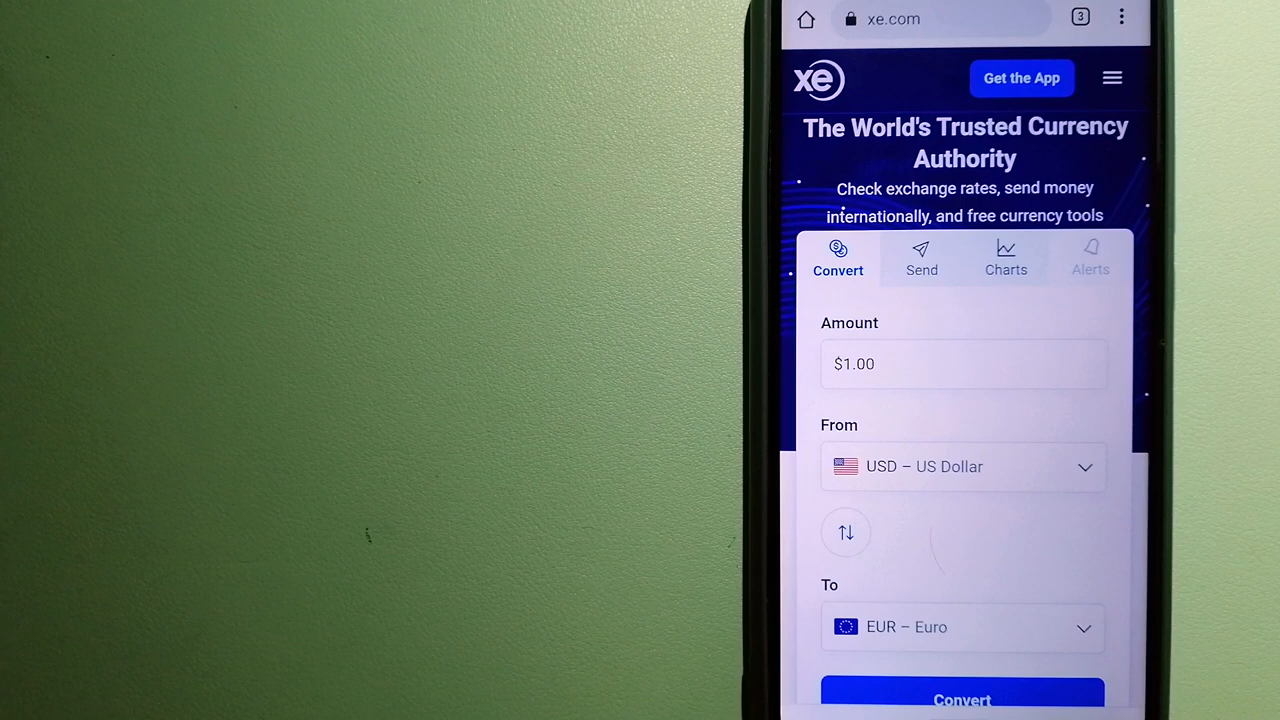 xe.com
3
xe
Get the App
The World's Trusted Currency
Authority
Check exchange rates, send money
internationally, and free currency tools
Convert
Send
Charts
Alerts
Amount
$1.00
From
USD – US Dollar
To
EUR – Euro
Convert